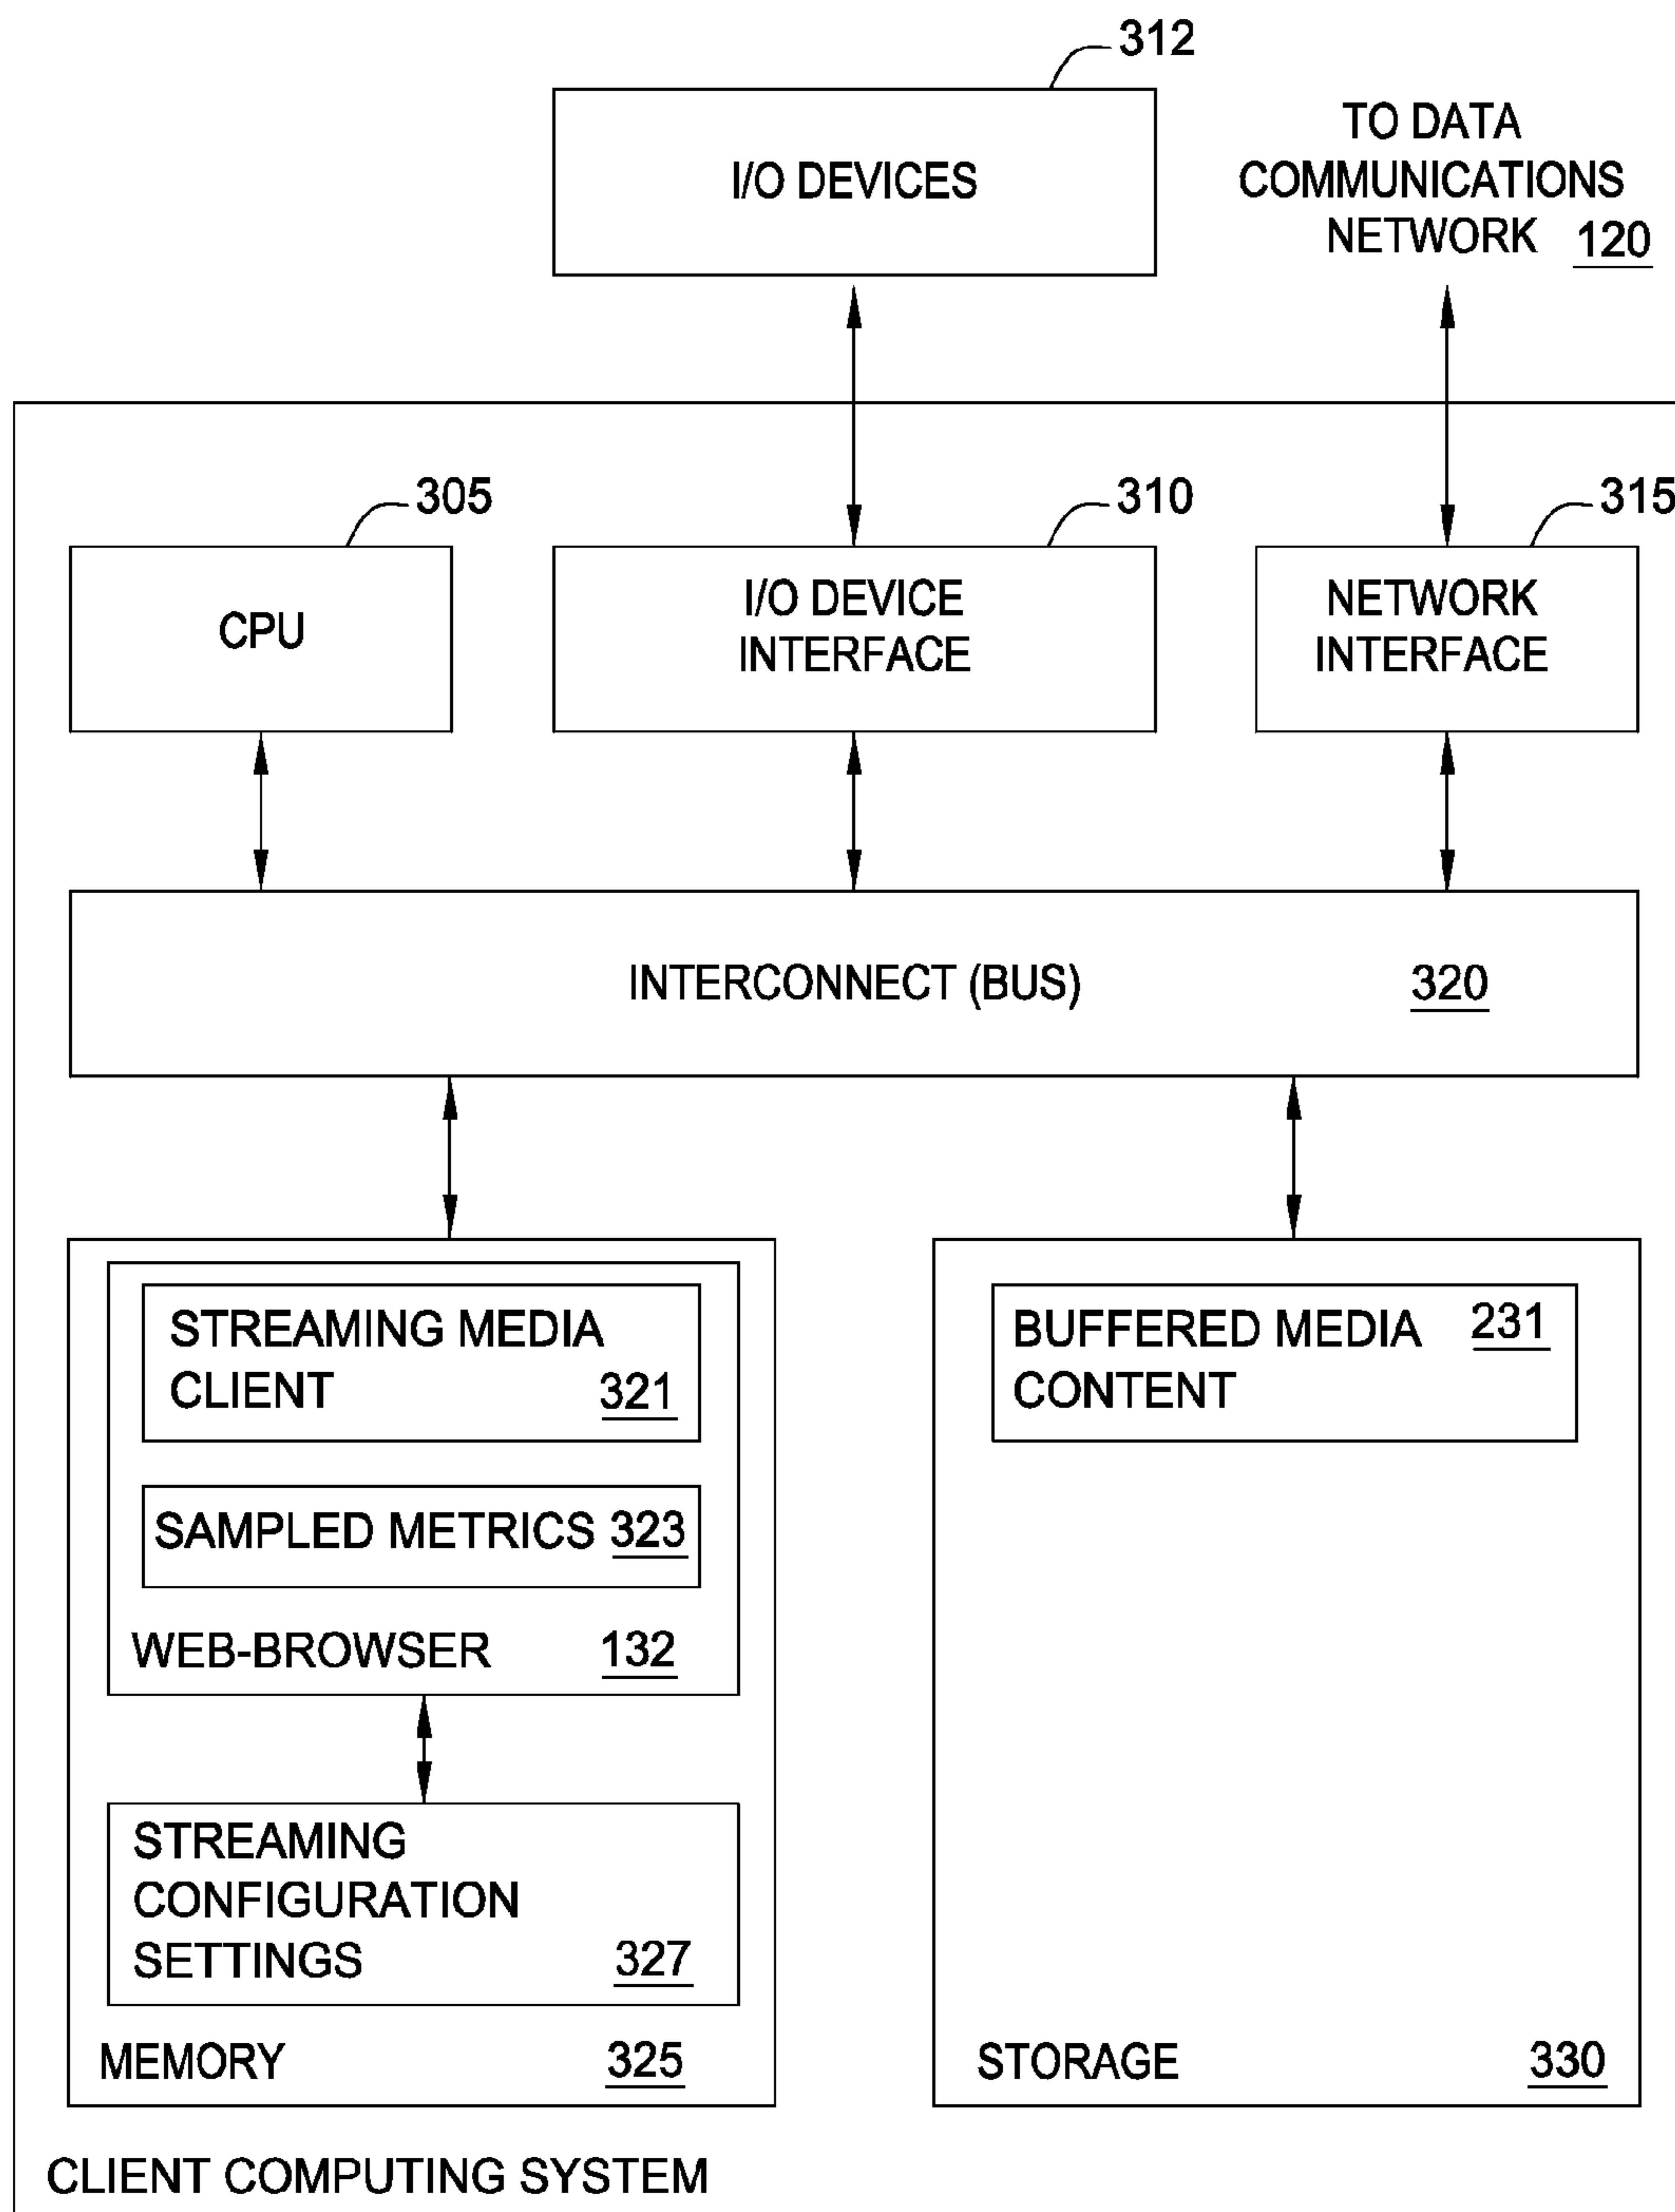 312
I/O DEVICES
TO DATA
COMMUNICATIONS
NETWORK 120
305
310
315
CPU
I/O DEVICE
INTERFACE
NETWORK
INTERFACE
INTERCONNECT (BUS) 320
STREAMING MEDIA
CLIENT 321
SAMPLED METRICS 323
WEB-BROWSER 132
STREAMING
CONFIGURATION
SETTINGS 327
MEMORY 325
BUFFERED MEDIA 231
CONTENT
STORAGE 330
CLIENT COMPUTING SYSTEM